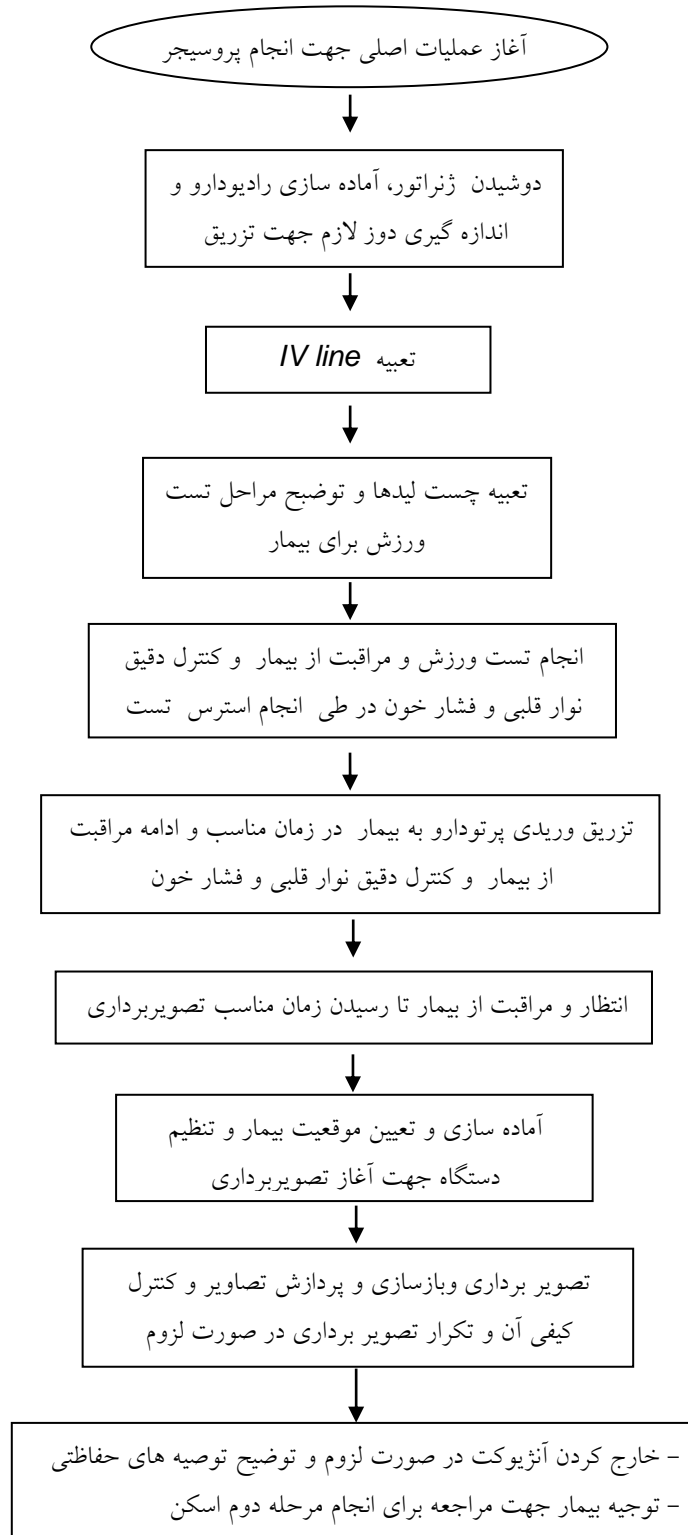 آغاز عملیات اصلی جهت انجام پروسیجر
دوشیدن ژنراتور، آماده سازی رادیودارو و
اندازه گیری دوز لازم جهت تزریق
تعبیه IV line
تعبیه چست لیدها و توضبح مراحل تست
ورزش برای بیمار
انجام تست ورزش و مراقبت از بیمار و کنترل دقیق
نوار قلبی و فشار خون در طی انجام استرس تست
تزریق وریدی پرتودارو به بیمار در زمان مناسب و ادامه مراقبت
از بیمار و کنترل دقیق نوار قلبی و فشار خون
انتظار و مراقبت از بیمار تا رسیدن زمان مناسب تصویربرداری
آماده سازی و تعیین موقعیت بیمار و تنظیم
دستگاه جهت آغاز تصویربرداری
تصویر برداری وبازسازی و پردازش تصاویر و کنترل
کیفی آن و تکرار تصویر برداری در صورت لزوم
- خارج کردن آنژیوکت در صورت لزوم و توضیح توصیه های حفاظتی
- توجیه بیمار جهت مراجعه برای انجام مرحله دوم اسکن